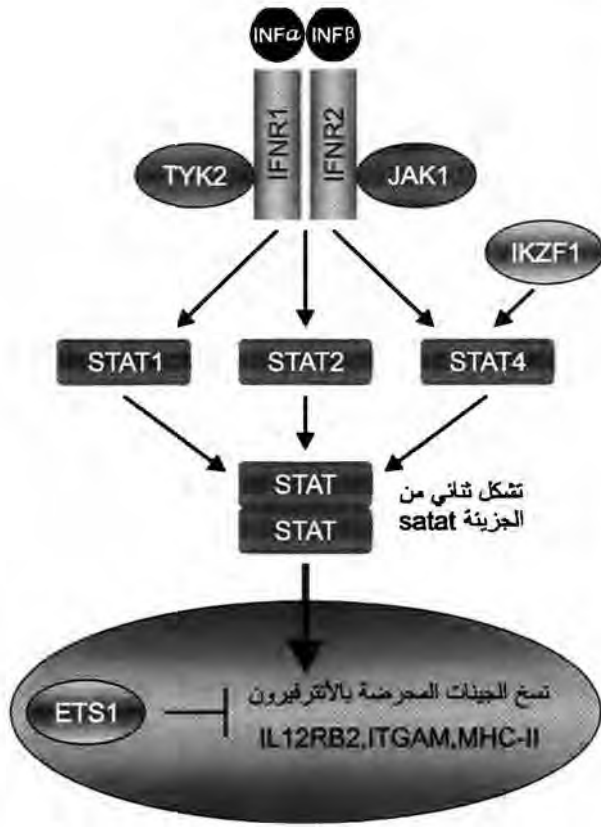 INFα INFβ
IFNR1
IFNR2
TYK2
JAK1
IKZF1
STAT1
STAT2
STAT4
STAT
STAT
تشكل ثنائي من
الجزيئة satat
ETS1
نسخ الجينات المحرضة بالأنترفيرون
IL12RB2,ITGAM,MHC-II